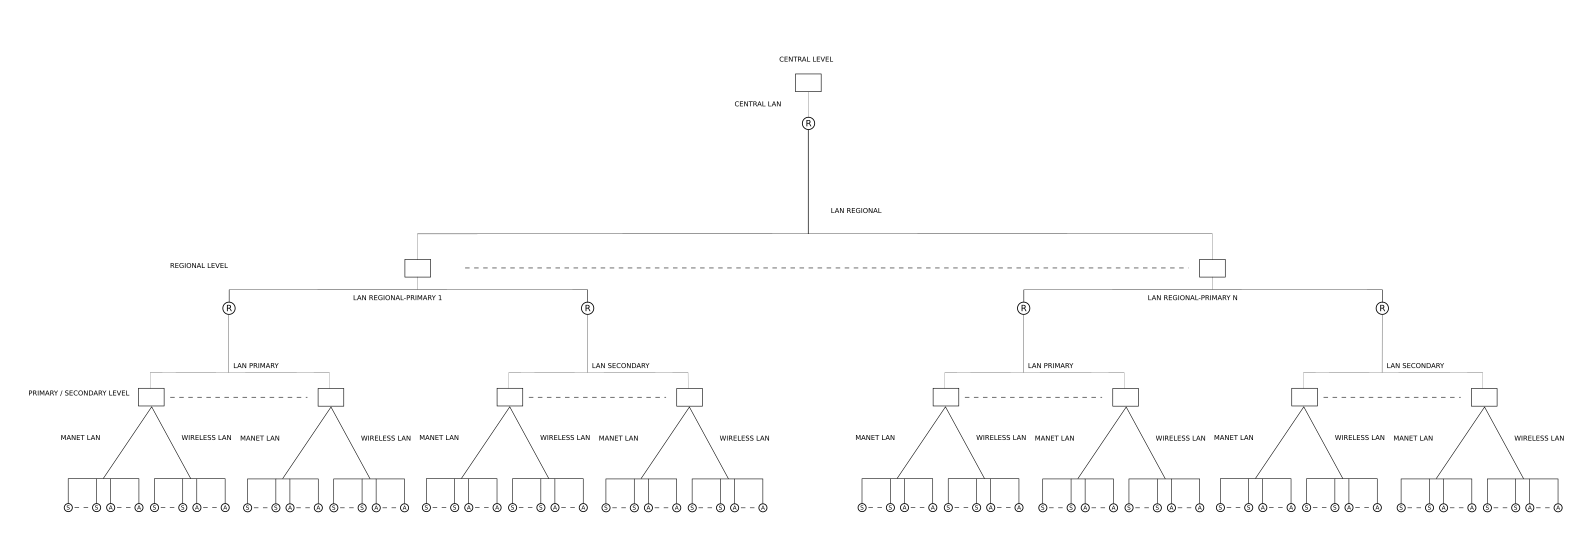 CENTRAL LEVEL
CENTRAL LAN
R
LAN REGIONAL
REGIONAL LEVEL
LAN REGIONAL-PRIMARY 1
LAN REGIONAL-PRIMARY N
R R R R
LAN PRIMARY LAN SECONDARY LAN PRIMARY LAN SECONDARY
PRIMARY / SECONDARY LEVEL
MANET LAN WIRELESS LAN MANET LAN WIRELESS LAN MANET LAN WIRELESS LAN MANET LAN WIRELESS LAN MANET LAN WIRELESS LAN MANET LAN WIRELESS LAN MANET LAN WIRELESS LAN MANET LAN WIRELESS LAN
S S A A S S A A S S A A S S A A S S A A S S A A S S A A S S A A S S A A S S A A S S A A S S A A S S A A S S A A S S A A S S A A